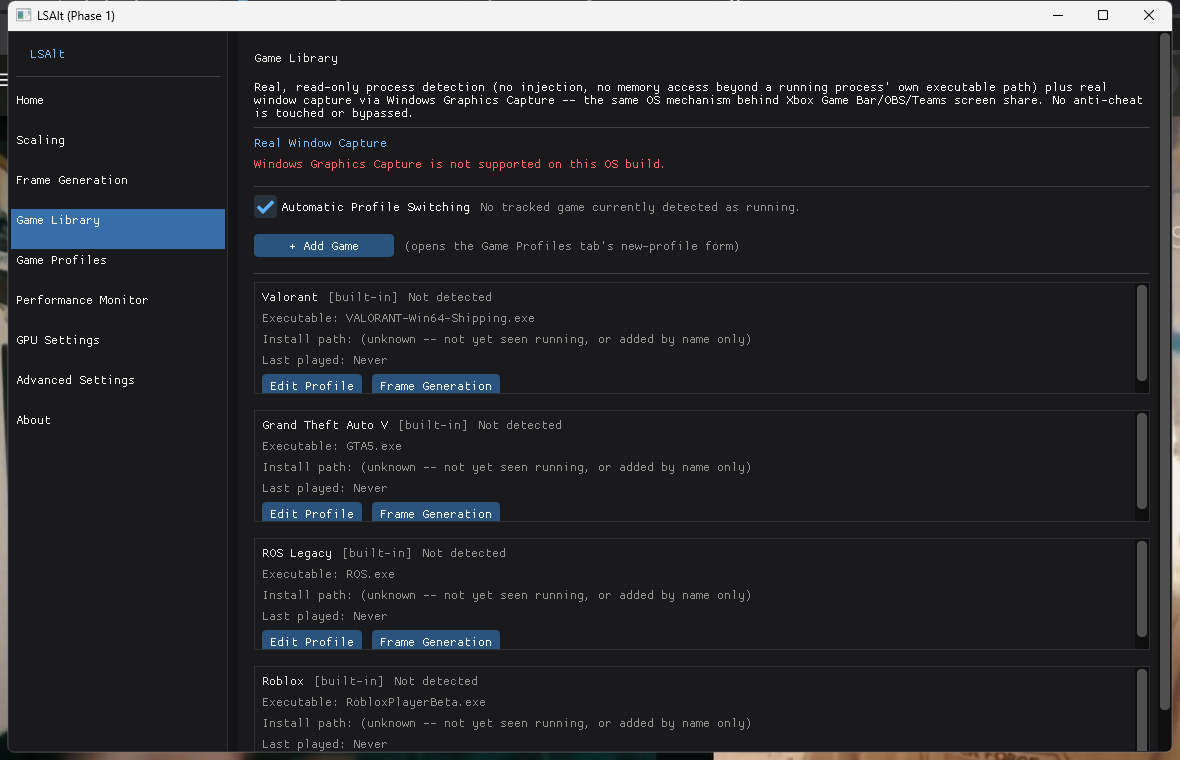 LSAlt (Phase 1)
LSAlt
Home
Scaling
Frame Generation
Game Library
Game Profiles
Performance Monitor
GPU Settings
Advanced Settings
About
Game Library
Real, read-only process detection (no injection, no memory access beyond a running process' own executable path) plus real
window capture via Windows Graphics Capture -- the same OS mechanism behind Xbox Game Bar/OBS/Teams screen share. No anti-cheat
is touched or bypassed.
Real Window Capture
Windows Graphics Capture is not supported on this OS build.
Automatic Profile Switching No tracked game currently detected as running.
+ Add Game (opens the Game Profiles tab's new-profile form)
Valorant [built-in] Not detected
Executable: VALORANT-Win64-Shipping.exe
Install path: (unknown -- not yet seen running, or added by name only)
Last played: Never
Edit Profile Frame Generation
Grand Theft Auto V [built-in] Not detected
Executable: GTA5.exe
Install path: (unknown -- not yet seen running, or added by name only)
Last played: Never
Edit Profile Frame Generation
ROS Legacy [built-in] Not detected
Executable: ROS.exe
Install path: (unknown -- not yet seen running, or added by name only)
Last played: Never
Edit Profile Frame Generation
Roblox [built-in] Not detected
Executable: RobloxPlayerBeta.exe
Install path: (unknown -- not yet seen running, or added by name only)
Last played: Never